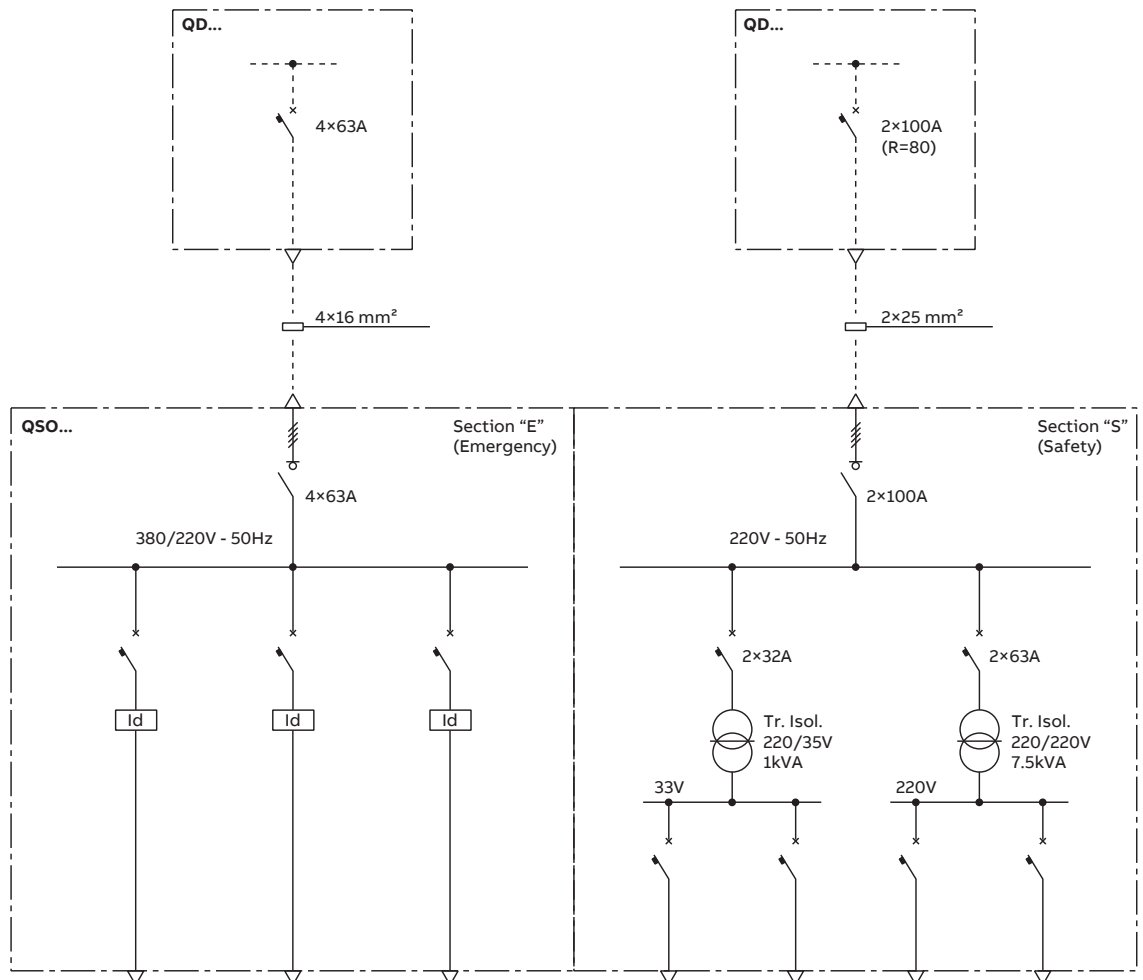 QD...
4×63A
QD...
2×100A
(R=80)
4×16 mm²
2×25 mm²
QSO...
Section “E”
(Emergency)
4×63A
380/220V - 50Hz
Id
Id
Id
Section “S”
(Safety)
2×100A
220V - 50Hz
2×32A
2×63A
Tr. Isol.
220/35V
1kVA
Tr. Isol.
220/220V
7.5kVA
33V
220V